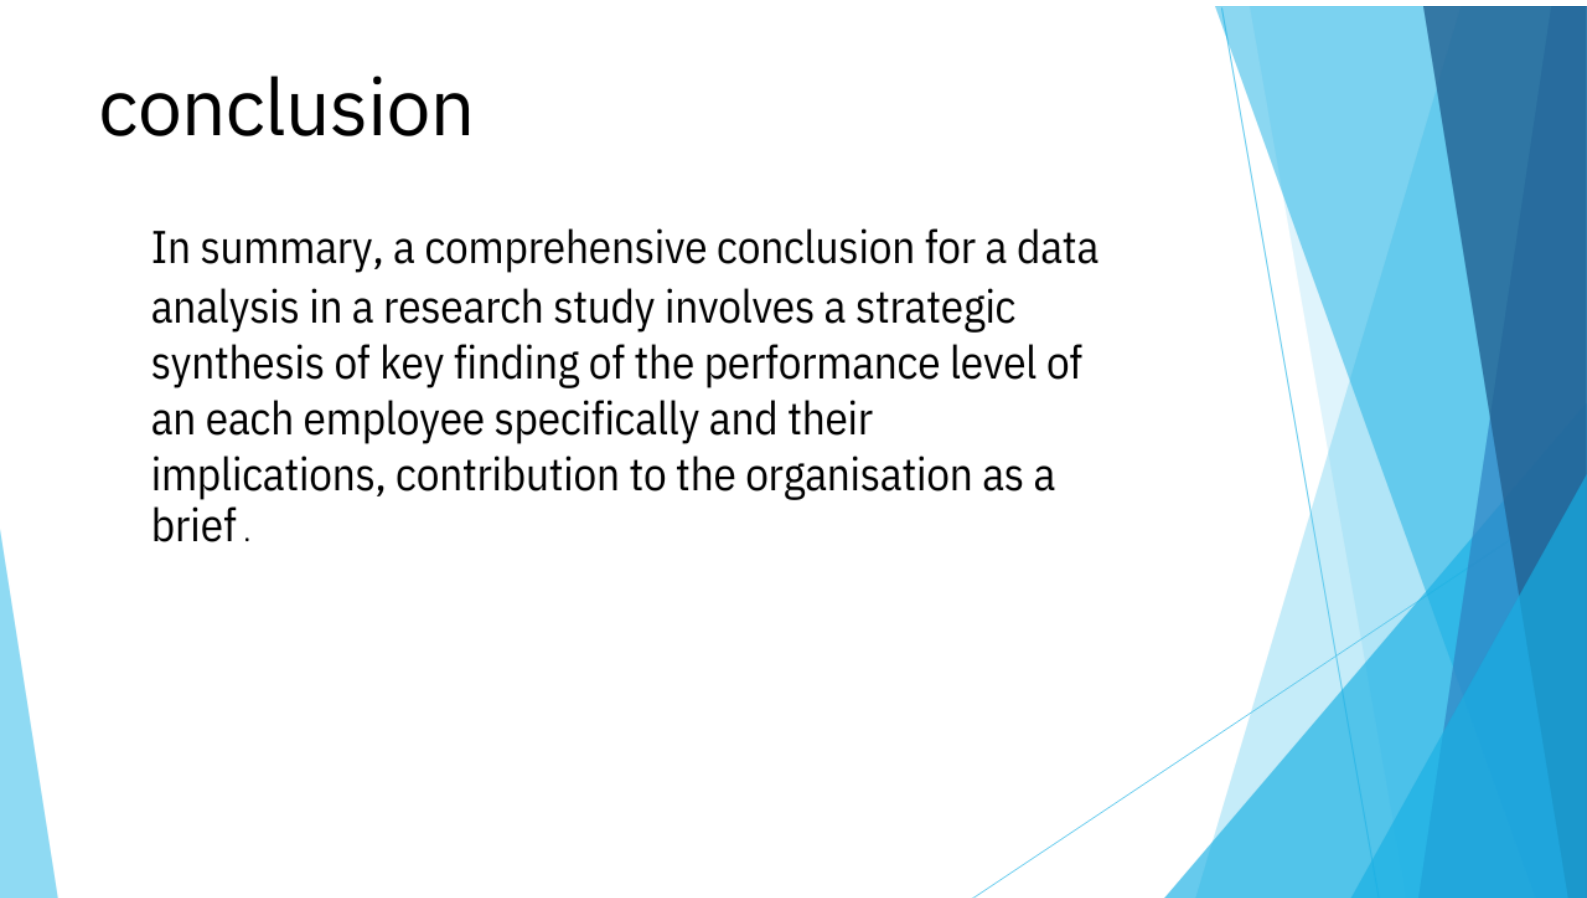 conclusion
In summary, a comprehensive conclusion for a data
analysis in a research study involves a strategic
synthesis of key finding of the performance level of
an each employee specifically and their
implications, contribution to the organisation as a
brief .